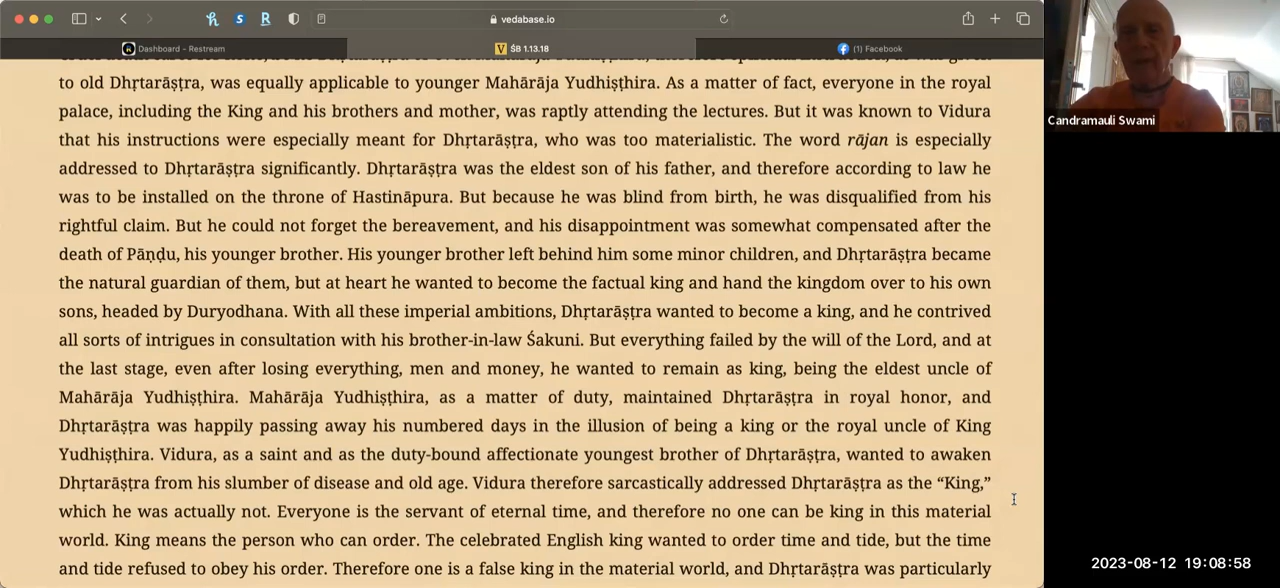 vedabase.io
Dashboard – Restream
ŚB 1.13.18
(1) Facebook
to old Dhṛtarāṣṭra, was equally applicable to younger Mahārāja Yudhiṣṭhira. As a matter of fact, everyone in the royal
palace, including the King and his brothers and mother, was raptly attending the lectures. But it was known to Vidura
that his instructions were especially meant for Dhṛtarāṣṭra, who was too materialistic. The word rājan is especially
addressed to Dhṛtarāṣṭra significantly. Dhṛtarāṣṭra was the eldest son of his father, and therefore according to law he
was to be installed on the throne of Hastināpura. But because he was blind from birth, he was disqualified from his
rightful claim. But he could not forget the bereavement, and his disappointment was somewhat compensated after the
death of Pāṇḍu, his younger brother. His younger brother left behind him some minor children, and Dhṛtarāṣṭra became
the natural guardian of them, but at heart he wanted to become the factual king and hand the kingdom over to his own
sons, headed by Duryodhana. With all these imperial ambitions, Dhṛtarāṣṭra wanted to become a king, and he contrived
all sorts of intrigues in consultation with his brother-in-law Śakuni. But everything failed by the will of the Lord, and at
the last stage, even after losing everything, men and money, he wanted to remain as king, being the eldest uncle of
Mahārāja Yudhiṣṭhira. Mahārāja Yudhiṣṭhira, as a matter of duty, maintained Dhṛtarāṣṭra in royal honor, and
Dhṛtarāṣṭra was happily passing away his numbered days in the illusion of being a king or the royal uncle of King
Yudhiṣṭhira. Vidura, as a saint and as the duty-bound affectionate youngest brother of Dhṛtarāṣṭra, wanted to awaken
Dhṛtarāṣṭra from his slumber of disease and old age. Vidura therefore sarcastically addressed Dhṛtarāṣṭra as the “King,”
which he was actually not. Everyone is the servant of eternal time, and therefore no one can be king in this material
world. King means the person who can order. The celebrated English king wanted to order time and tide, but the time
and tide refused to obey his order. Therefore one is a false king in the material world, and Dhṛtarāṣṭra was particularly
Candramauli Swami
2023-08-12 19:08:58